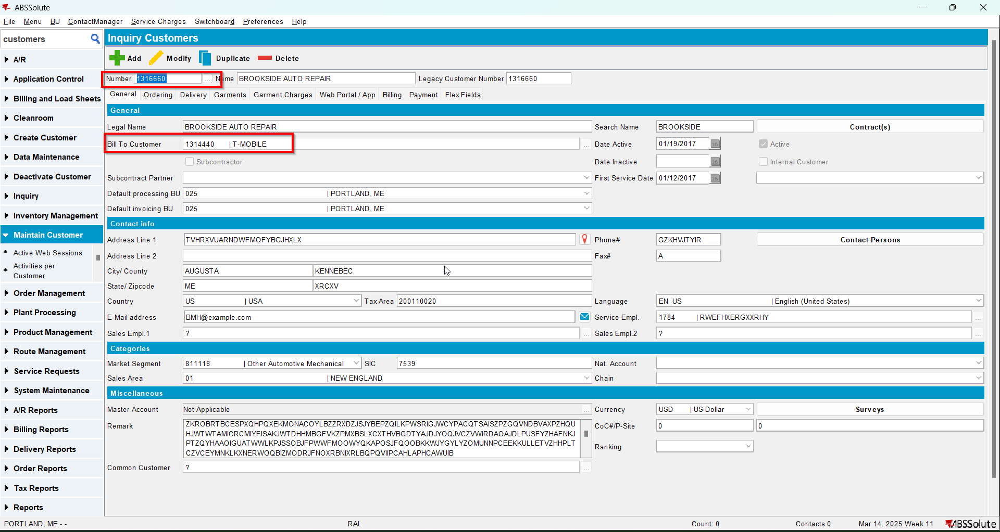 ABSSolute
File Menu BU ContactManager Service Charges Switchboard Preferences Help
customers
Inquiry Customers
Add Modify Duplicate Delete
Number 1316660 ... Name BROOKSIDE AUTO REPAIR Legacy Customer Number 1316660
General Ordering Delivery Garments Garment Charges Web Portal / App Billing Payment Flex Fields
General
Legal Name BROOKSIDE AUTO REPAIR Search Name BROOKSIDE Contract(s)
Bill To Customer 1314440 | T-MOBILE ... Date Active 01/19/2017 16 Active
Subcontractor Date Inactive 16 Internal Customer
Subcontract Partner First Service Date 01/12/2017 16
Default processing BU 025 | PORTLAND, ME
Default invoicing BU 025 | PORTLAND, ME
Contact info
Address Line 1 TVHRXVUARNDWFMOFYBGJHXLX Phone# GZKHVJTYIR Contact Persons
Address Line 2 Fax# A
City/ County AUGUSTA KENNEBEC
State/ Zipcode ME XRCXV
Country US | USA Tax Area 200110020 Language EN_US | English (United States)
E-Mail address BMH@example.com Service Empl. 1784 | RWEFHXERGXXRHY ...
Sales Empl.1 ? ... Sales Empl.2 ? ...
Categories
Market Segment 811118 | Other Automotive Mechanical SIC 7539 Nat. Account
Sales Area 01 | NEW ENGLAND Chain
Miscellaneous
Master Account Not Applicable ... Currency USD | US Dollar Surveys
Remark ZKROBRTBCESPXQHPQXEKMONACOYLBZZRXDZJSJYBEPZQILKPWSRIGJWCYPACQTSAISZPZGQVNDBVAXPZHQU
HJWTWTAMICRCMIYFISAKJWTDHHMBGFVKZPMXBSLXCXTHVBGDTYAJDJYOQJVCZVWIRDAOAJDLPUSFYZHAFNKJ
PTZQYHAAOIGUATWWLKPJSSOBJFPWWFMOOWYQKAPOSJFQOOBKKWJYGYLYZOMUNNPCEEKKULLETVZHHPLT
CZVCEYMNKLKXNERWOQBIZMODRJFNOXRBNIXRLBQPQVIIPCAHLAPHCAWUIB
CoC#/P-Site 0 0
Ranking
Common Customer ? ...
A/R
Application Control
Billing and Load Sheets
Cleanroom
Create Customer
Data Maintenance
Deactivate Customer
Inquiry
Inventory Management
Maintain Customer
Active Web Sessions
Activities per
Customer
Order Management
Plant Processing
Product Management
Route Management
Service Requests
System Maintenance
A/R Reports
Billing Reports
Delivery Reports
Order Reports
Tax Reports
Reports
PORTLAND, ME - - RAL Count: 0 Contacts 0 Mar 14, 2025 Week 11 ABSSolute